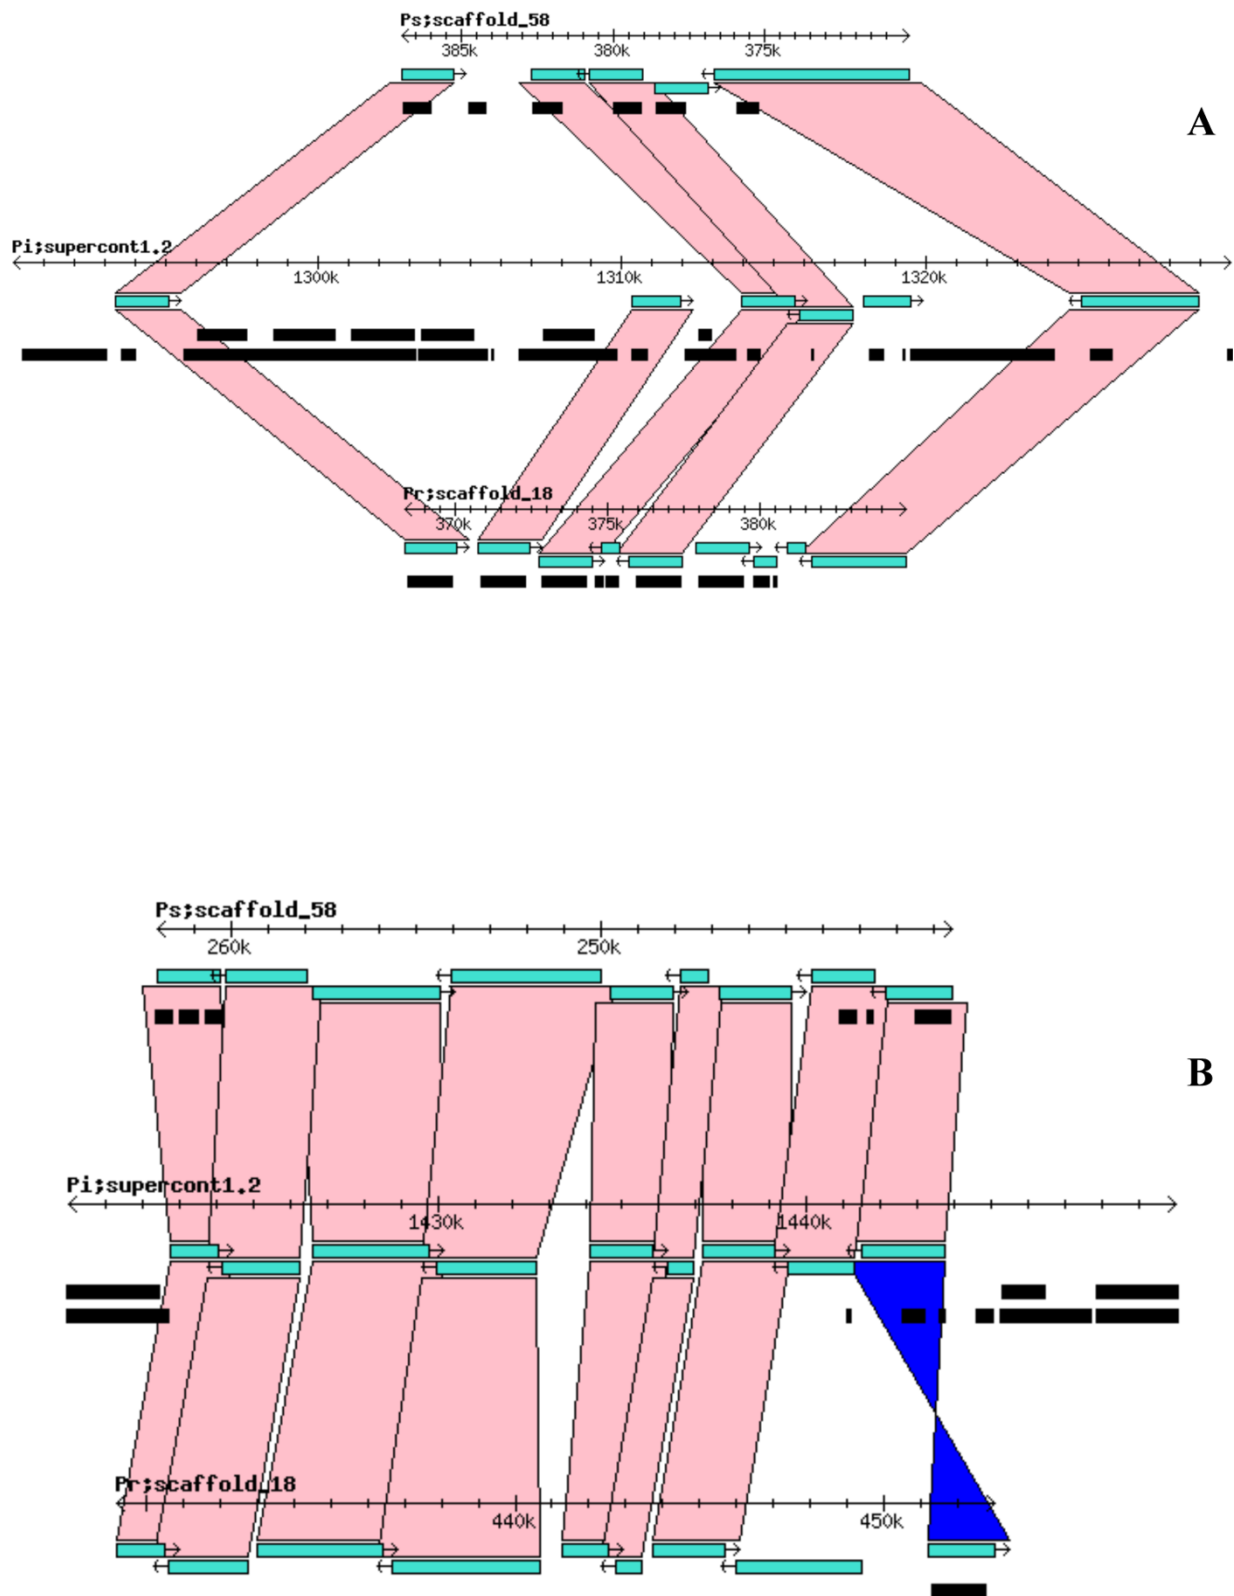 Ps;scaffold_58
385k 380k 375k
A
Pi;supercont1.2
1300k 1310k 1320k
Pr;scaffold_18
370k 375k 380k
Ps;scaffold_58
260k 250k
B
Pi;supercont1.2
1430k 1440k
Pr;scaffold_18
440k 450k